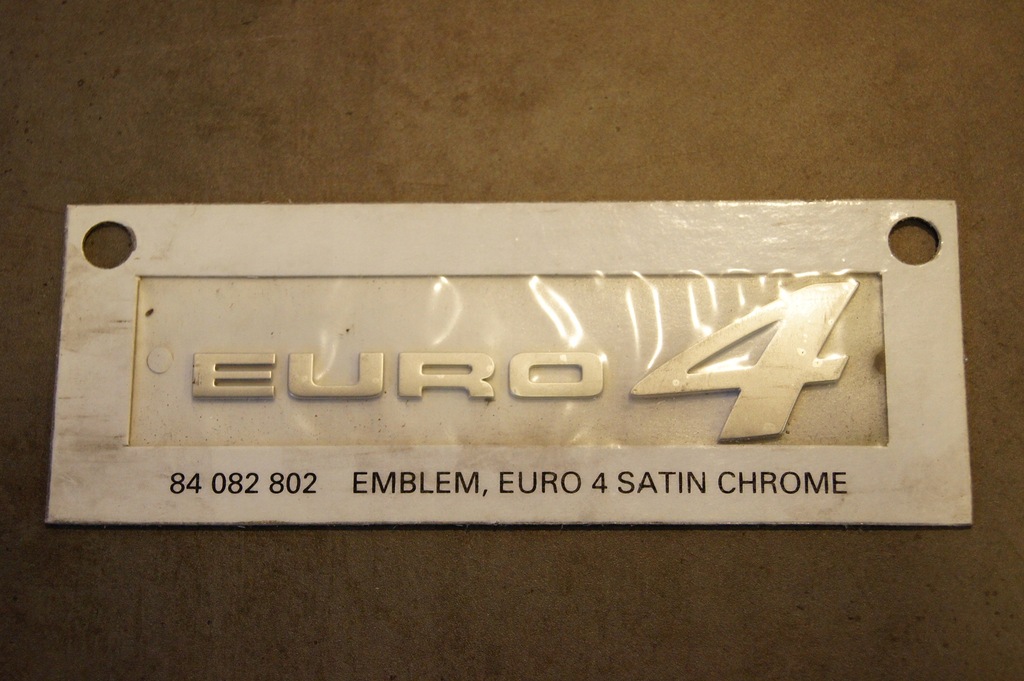 EURO 4
84 082 802 EMBLEM, EURO 4 SATIN CHROME